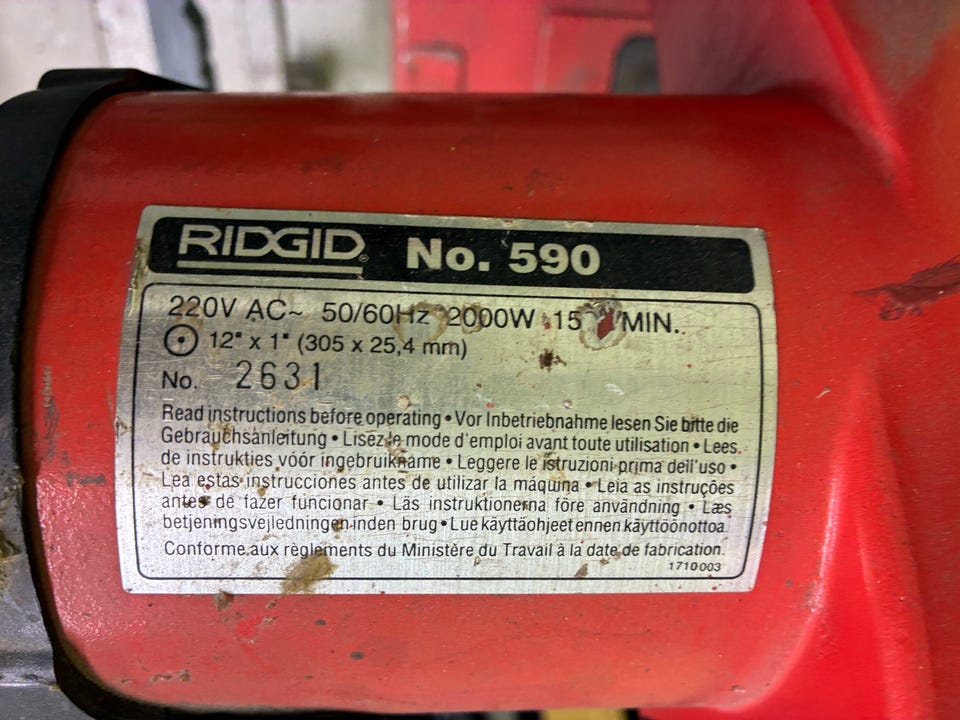 RIDGID® No. 590
220V AC~ 50/60Hz 2000W /MIN.
12" x 1" (305 x 25,4 mm)
No. 2631
Read instructions before operating • Vor Inbetriebnahme lesen Sie bitte die
Gebrauchsanleitung • Lisez le mode d'emploi avant toute utilisation • Lees
de instrukties vóór ingebruikname • Leggere le istruzioni prima dell'uso •
Lea estas instrucciones antes de utilizar la máquina • Leia as instruções
antes de fazer funcionar • Läs instruktionerna före användning • Læs
betjeningsvejledningen inden brug • Lue käyttäohjeet ennen käyttöönottoa.
Conforme aux règlements du Ministère du Travail à la date de fabrication.
1710003